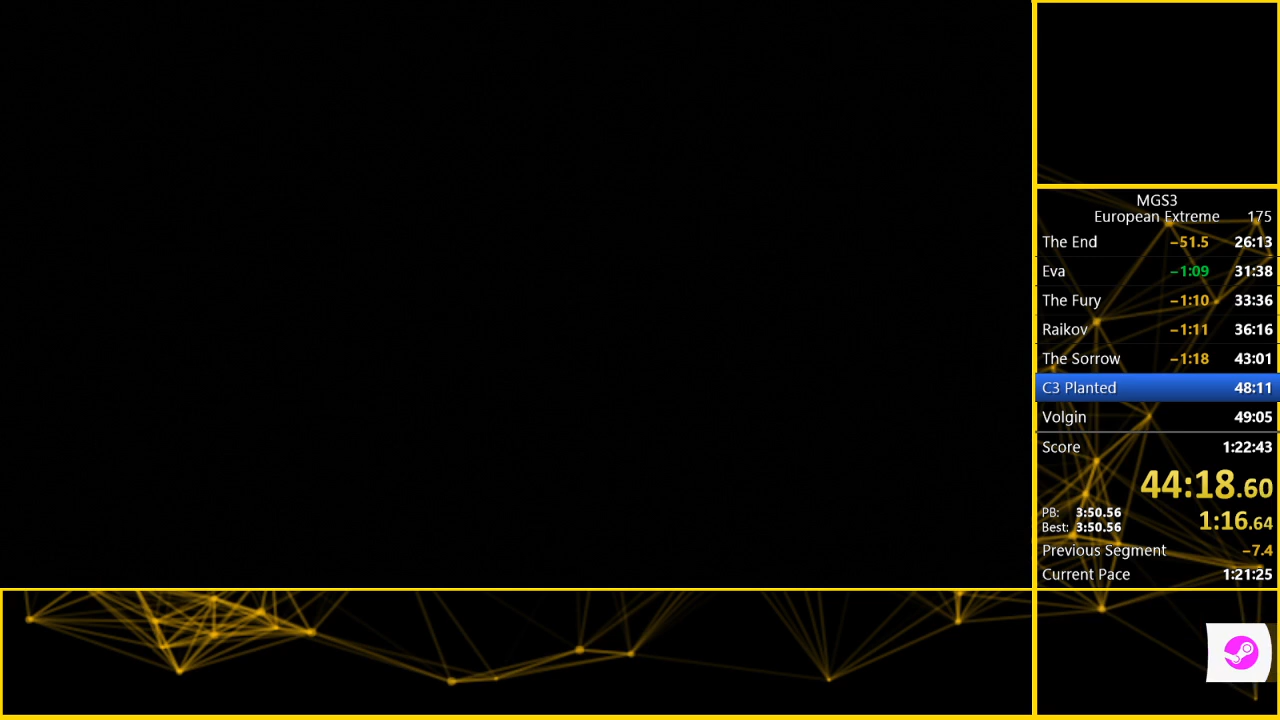 MGS3
European Extreme 175
The End −51.5 26:13
Eva −1:09 31:38
The Fury −1:10 33:36
Raikov −1:11 36:16
The Sorrow −1:18 43:01
C3 Planted 48:11
Volgin 49:05
Score 1:22:43
44:18.60
PB: 3:50.56 1:16.64
Best: 3:50.56
Previous Segment −7.4
Current Pace 1:21:25